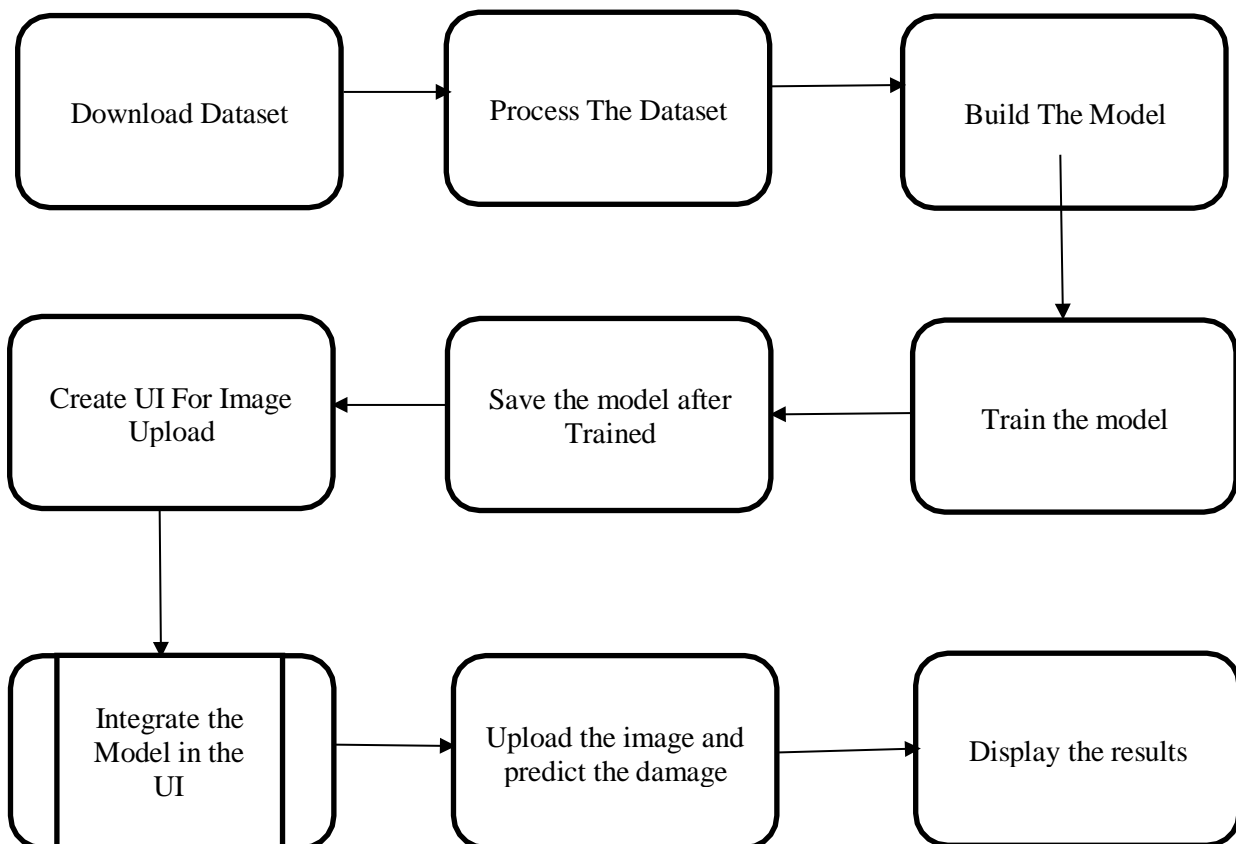 Download Dataset
Process The Dataset
Build The Model
Create UI For Image
Upload
Save the model after
Trained
Train the model
Integrate the
Model in the
UI
Upload the image and
predict the damage
Display the results